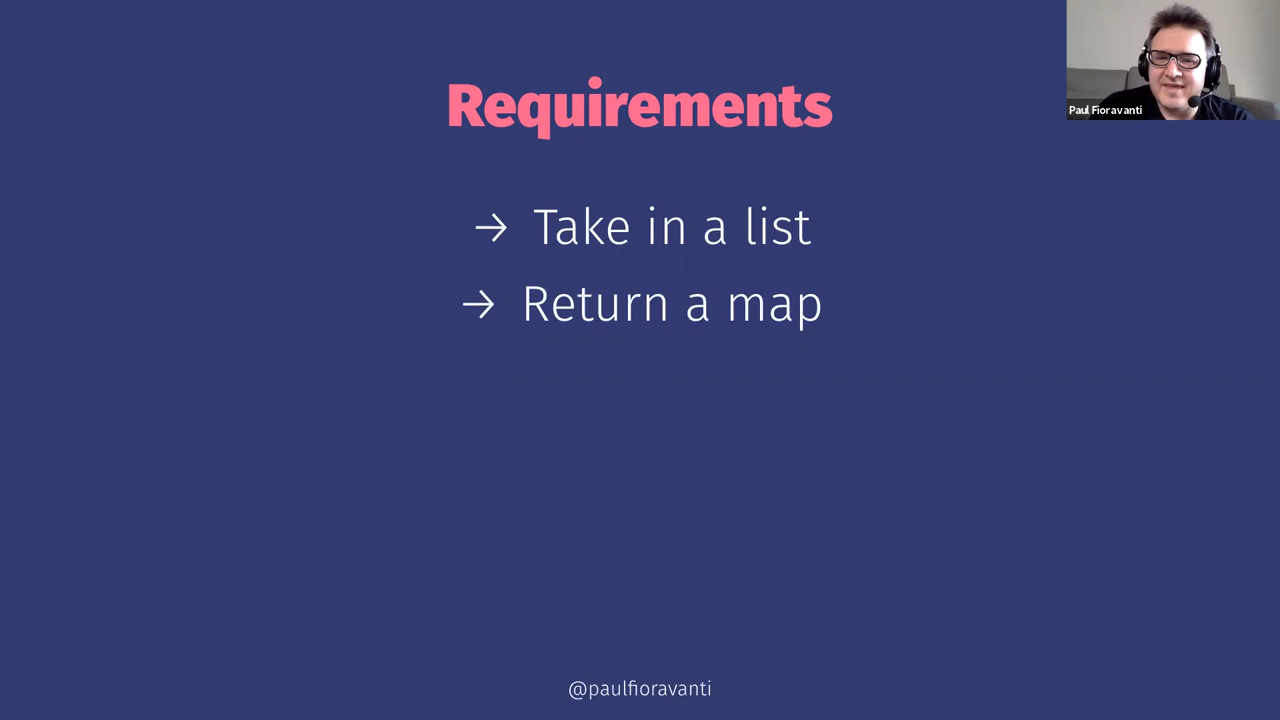 Requirements
Paul Fioravanti
→ Take in a list
→ Return a map
@paulfioravanti